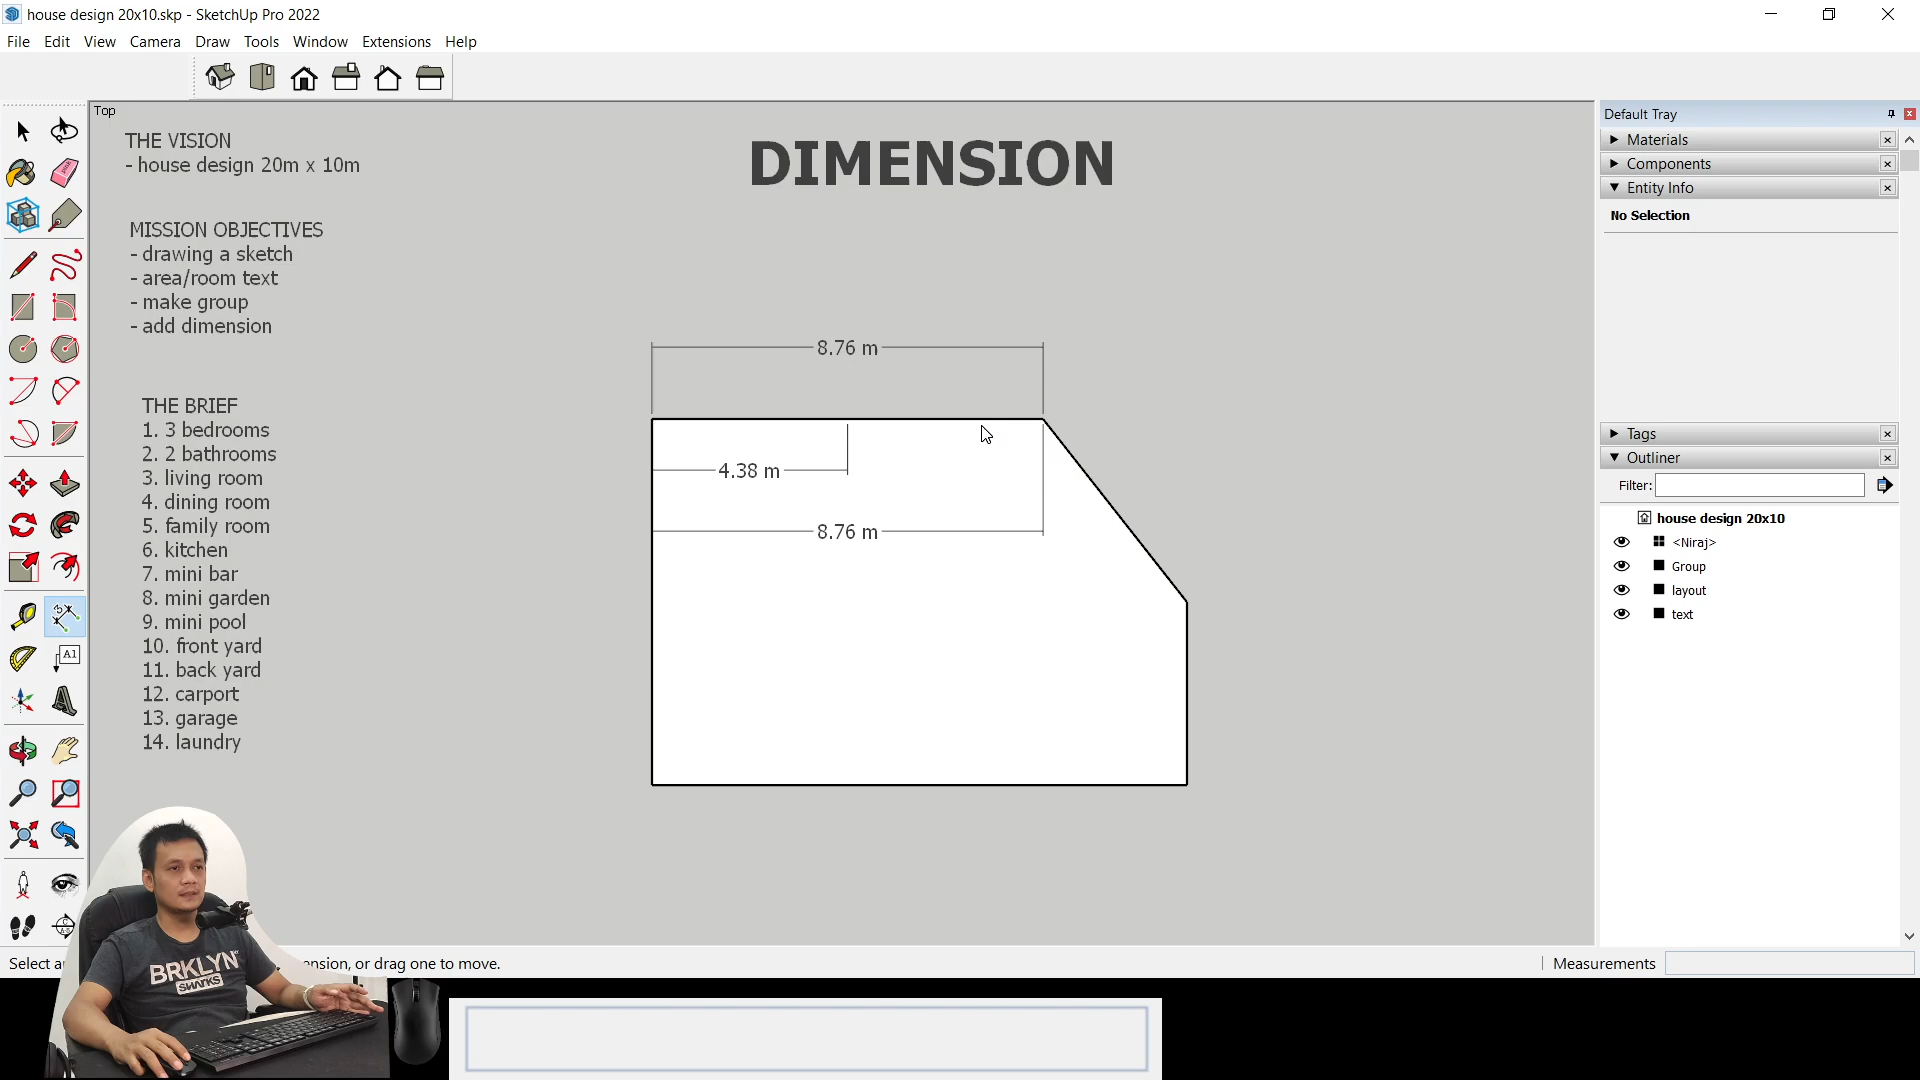 house design 20x10.skp - SketchUp Pro 2022
File Edit View Camera Draw Tools Window Extensions Help
Top
THE VISION
- house design 20m x 10m
MISSION OBJECTIVES
- drawing a sketch
- area/room text
- make group
- add dimension
THE BRIEF
1. 3 bedrooms
2. 2 bathrooms
3. living room
4. dining room
5. family room
6. kitchen
7. mini bar
8. mini garden
9. mini pool
10. front yard
11. back yard
12. carport
13. garage
14. laundry
DIMENSION
8.76 m
4.38 m
8.76 m
Default Tray
Materials
Components
Entity Info
No Selection
Tags
Outliner
Filter:
house design 20x10
<Niraj>
Group
layout
text
A1
Select a
ension, or drag one to move.
Measurements
BRKLYN
SHARKS